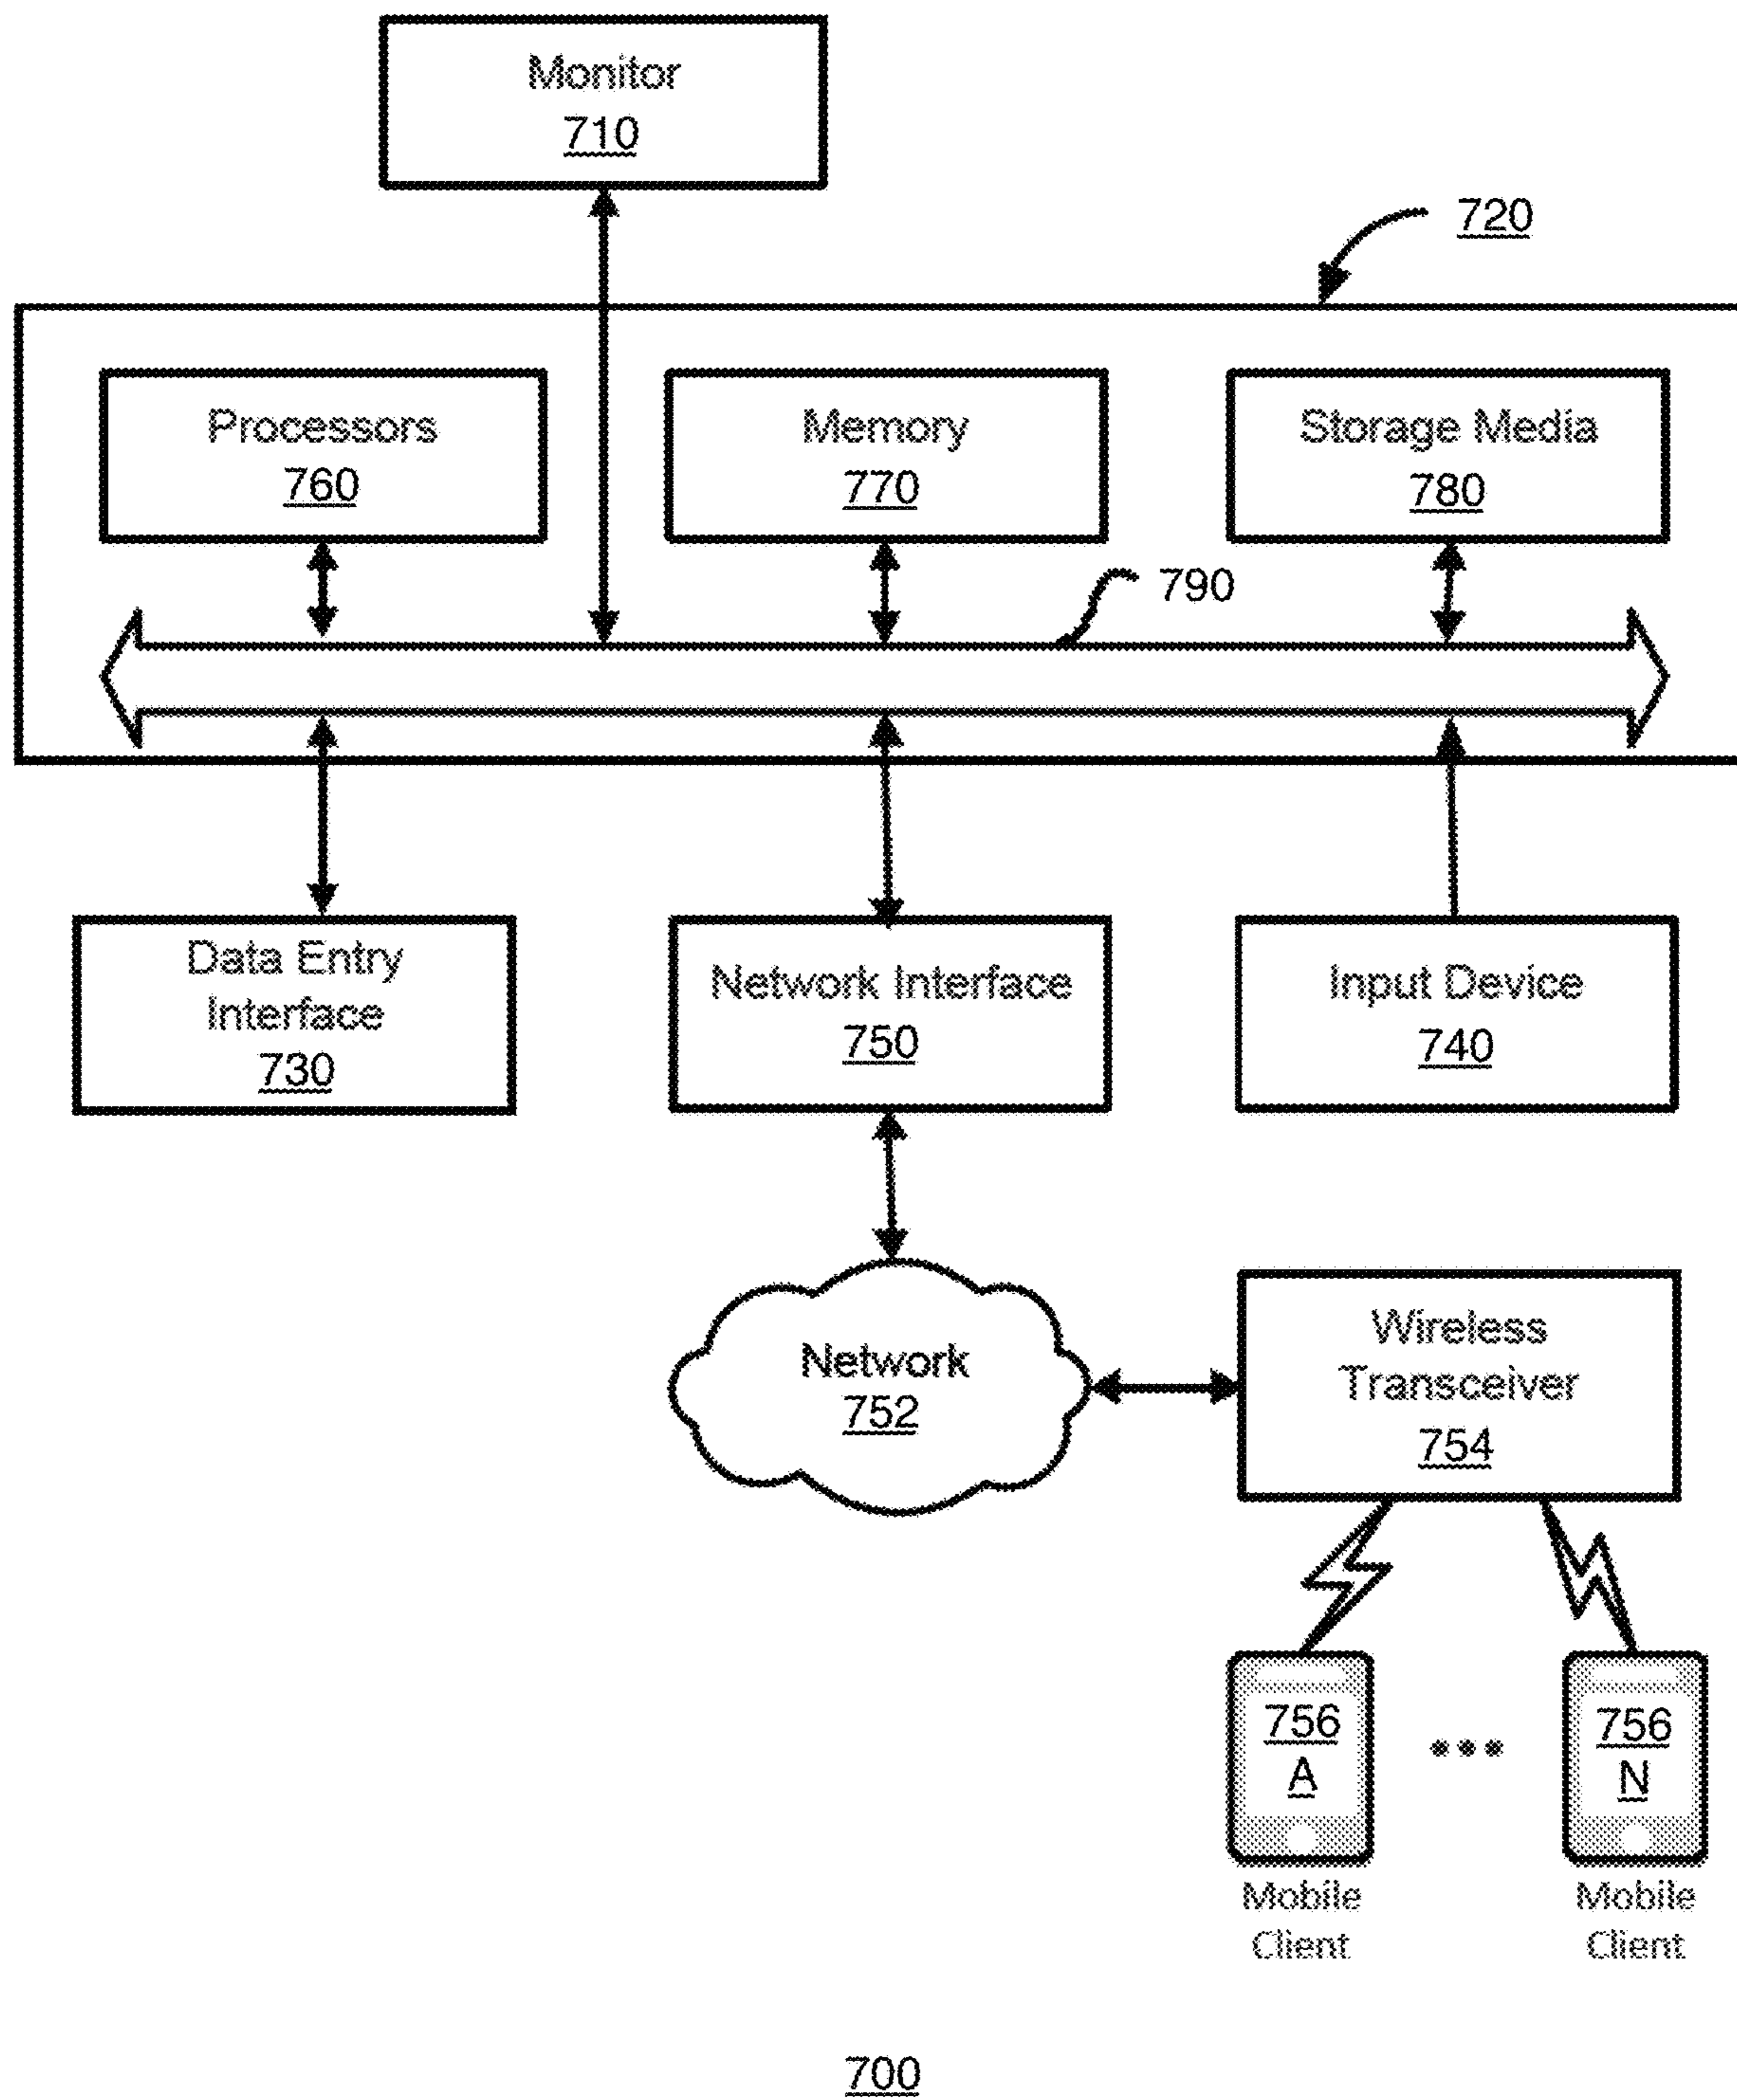 Monitor
710
720
Processors
760
Memory
770
Storage Media
780
790
Data Entry
Interface
730
Network Interface
750
Input Device
740
Network
752
Wireless
Transceiver
754
756
A
756
N
Mobile
Client
Mobile
Client
700